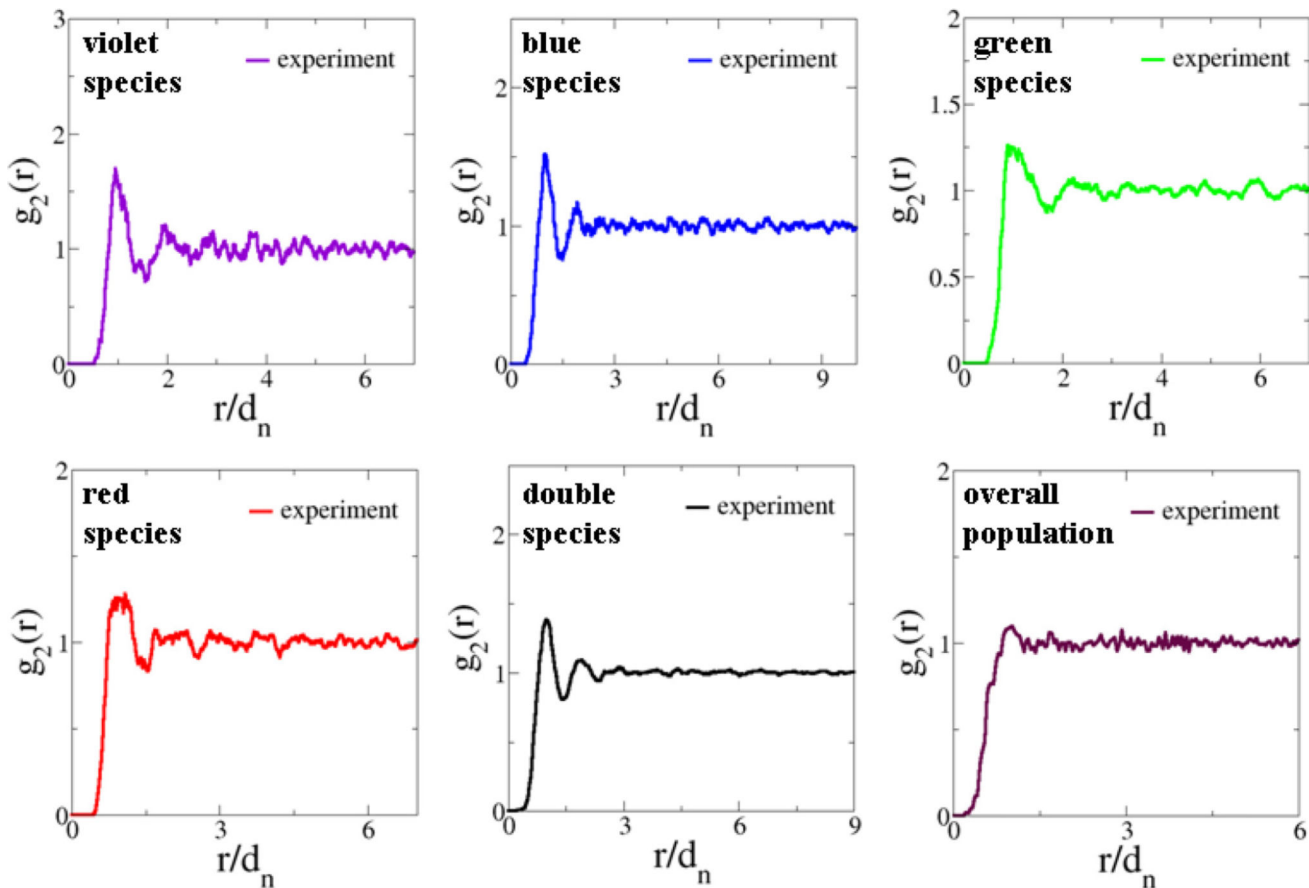 violet
species
experiment
3
2
1
0
g2(r)
0
2
4
6
r/dn
blue
species
experiment
2
1
0
g2(r)
0
3
6
9
r/dn
green
species
experiment
2
1.5
1
0.5
0
g2(r)
0
2
4
6
r/dn
red
species
experiment
2
1
0
g2(r)
0
3
6
r/dn
double
species
experiment
2
1
0
g2(r)
0
3
6
9
r/dn
overall
population
experiment
2
1
0
g2(r)
0
3
6
r/dn